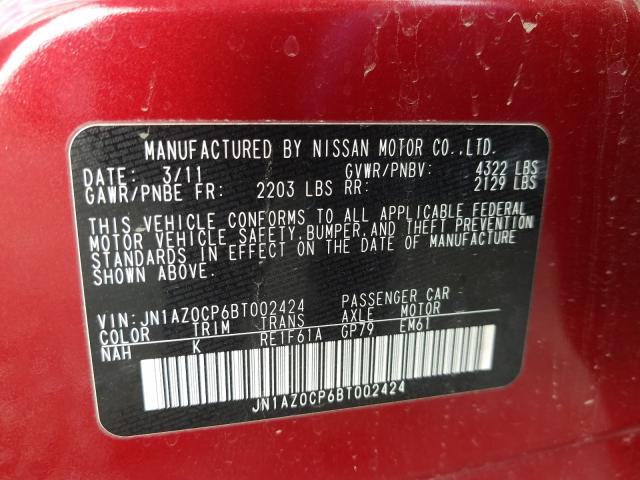 MANUFACTURED BY NISSAN MOTOR CO.,LTD.
DATE: 3/11 GVWR/PNBV: 4322 LBS
GAWR/PNBE FR: 2203 LBS RR: 2129 LBS
THIS VEHICLE CONFORMS TO ALL APPLICABLE FEDERAL
MOTOR VEHICLE SAFETY,BUMPER,AND THEFT PREVENTION
STANDARDS IN EFFECT ON THE DATE OF MANUFACTURE
SHOWN ABOVE.
VIN: JN1AZ0CP6BT002424 PASSENGER CAR
COLOR TRIM TRANS AXLE MOTOR
NAH K RE1F61A GP79 EM61
JN1AZ0CP6BT002424